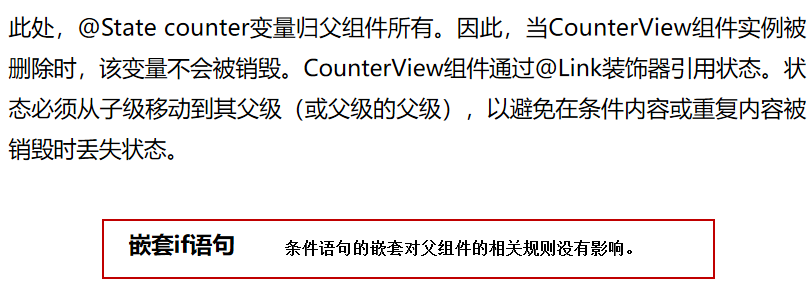 此处，@State counter变量归父组件所有。因此，当CounterView组件实例被
删除时，该变量不会被销毁。CounterView组件通过@Link装饰器引用状态。状
态必须从子级移动到其父级（或父级的父级），以避免在条件内容或重复内容被
销毁时丢失状态。
嵌套if语句 条件语句的嵌套对父组件的相关规则没有影响。